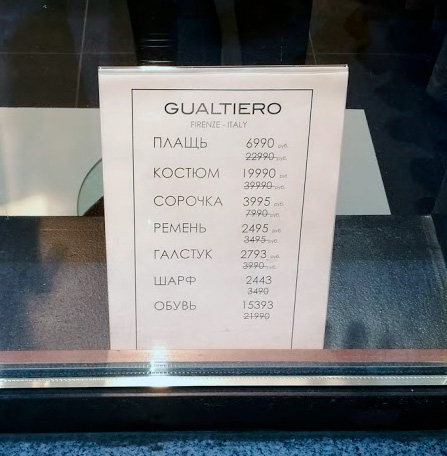 GUALTIERO
FIRENZE - ITALY
ПЛАЩЬ 6990 руб.
22990 руб.
КОСТЮМ 19990 руб
39990 руб.
СОРОЧКА 3995 руб
7990 руб.
РЕМЕНЬ 2495 руб
3495 руб.
ГАЛСТУК 2793 руб.
3990 руб.
ШАРФ 2443
3490
ОБУВЬ 15393
21990